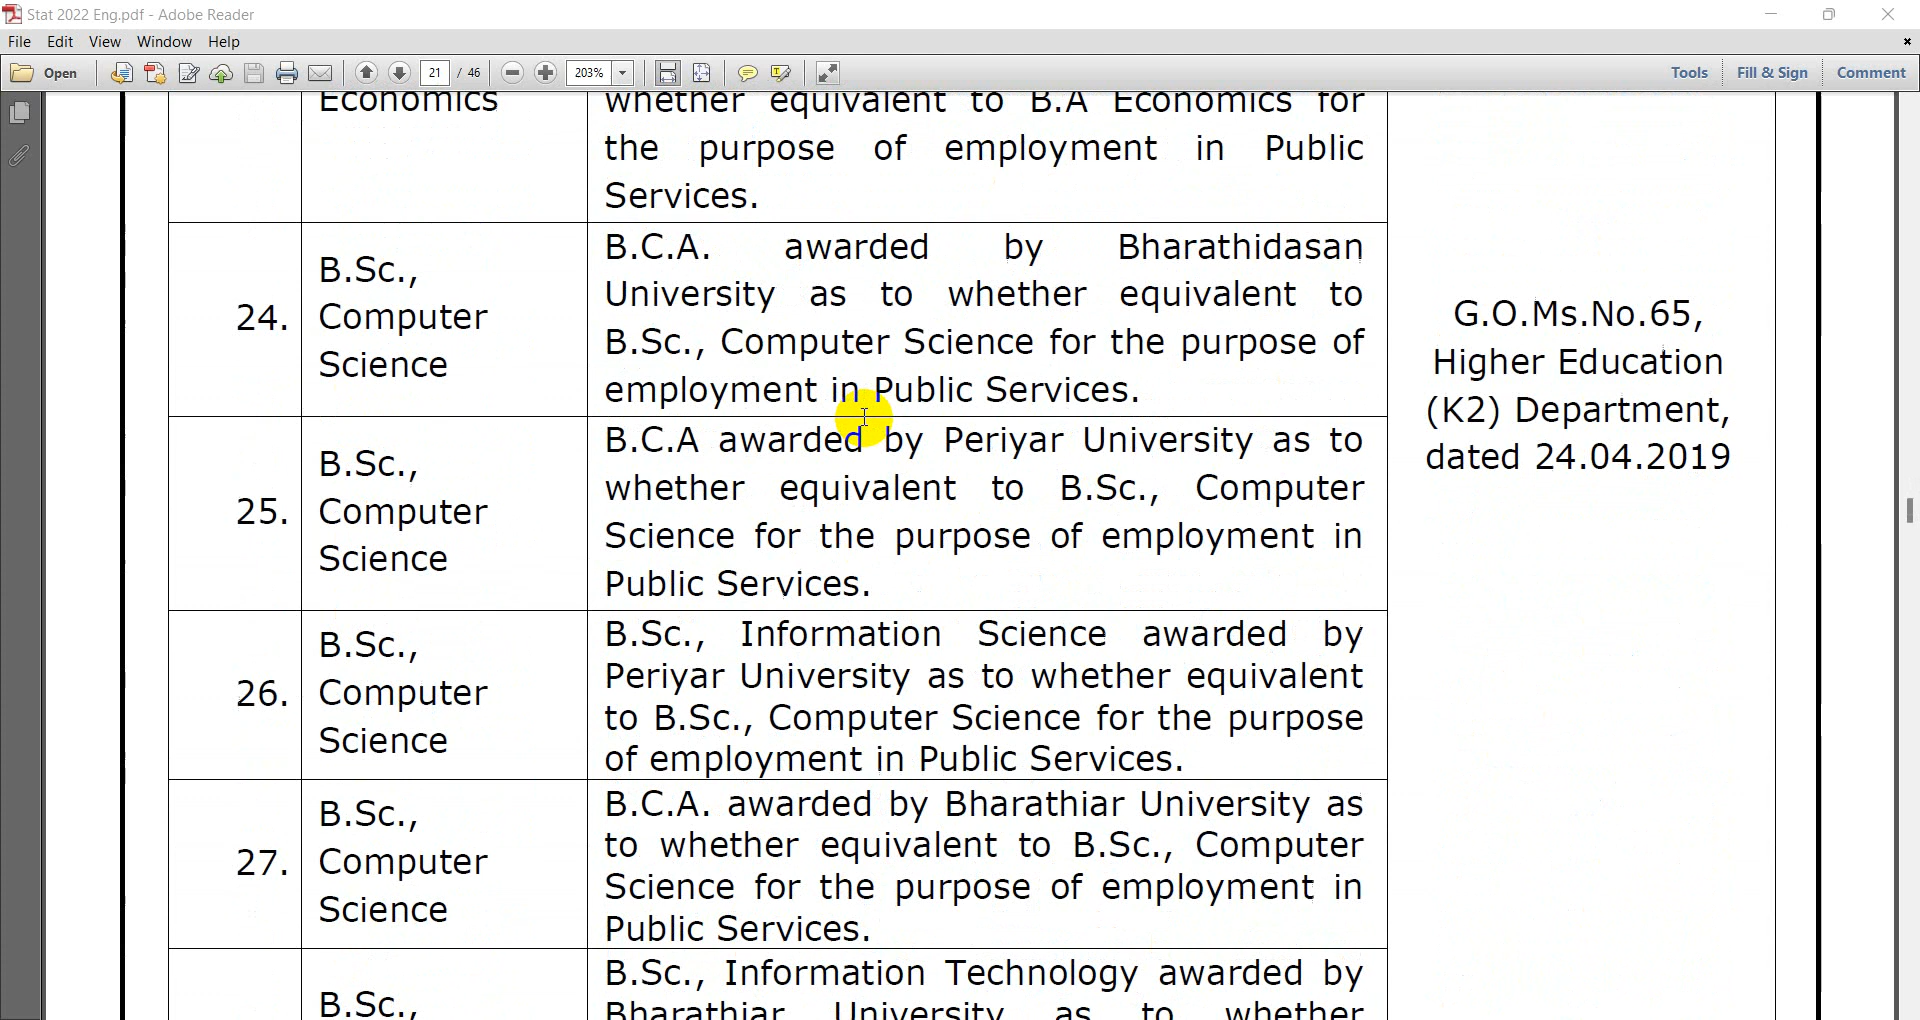 Stat 2022 Eng.pdf - Adobe Reader
File Edit View Window Help
Open 21 / 46 203% Tools Fill & Sign Comment
Economics
whether equivalent to B.A Economics for
the purpose of employment in Public
Services.
24.
B.Sc.,
Computer
Science
B.C.A. awarded by Bharathidasan
University as to whether equivalent to
B.Sc., Computer Science for the purpose of
employment in Public Services.
G.O.Ms.No.65,
Higher Education
(K2) Department,
dated 24.04.2019
25.
B.Sc.,
Computer
Science
B.C.A awarded by Periyar University as to
whether equivalent to B.Sc., Computer
Science for the purpose of employment in
Public Services.
26.
B.Sc.,
Computer
Science
B.Sc., Information Science awarded by
Periyar University as to whether equivalent
to B.Sc., Computer Science for the purpose
of employment in Public Services.
27.
B.Sc.,
Computer
Science
B.C.A. awarded by Bharathiar University as
to whether equivalent to B.Sc., Computer
Science for the purpose of employment in
Public Services.
B.Sc.,
B.Sc., Information Technology awarded by
Bharathiar University as to whether